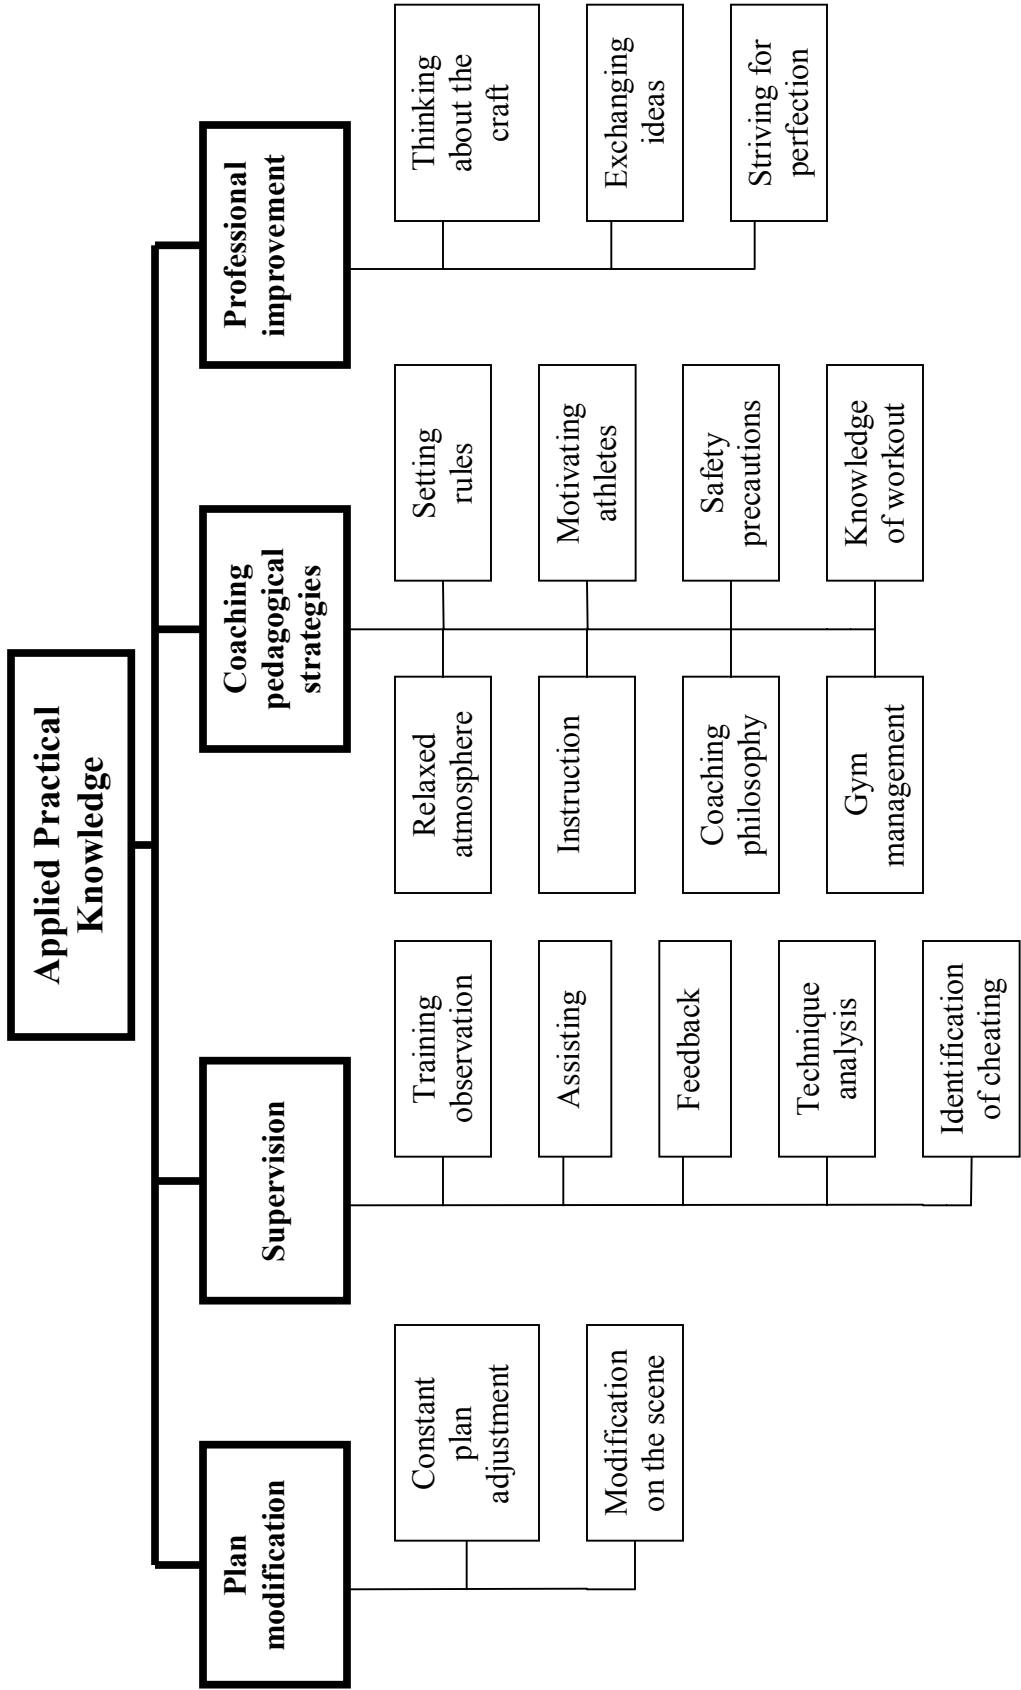 Applied Practical
Knowledge
Plan
modification
Constant
plan
adjustment
Modification
on the scene
Supervision
Training
observation
Assisting
Feedback
Technique
analysis
Identification
of cheating
Coaching
pedagogical
strategies
Relaxed
atmosphere
Setting
rules
Instruction
Motivating
athletes
Coaching
philosophy
Safety
precautions
Gym
management
Knowledge
of workout
Professional
improvement
Thinking
about the
craft
Exchanging
ideas
Striving for
perfection